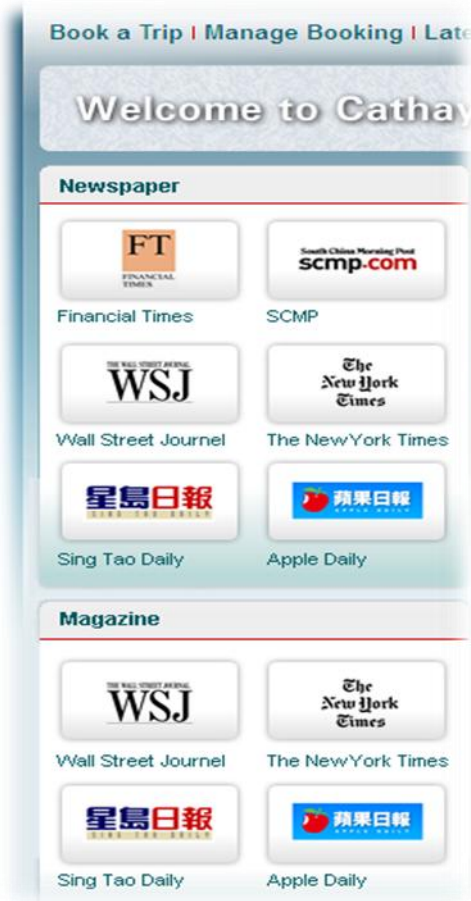 Book a Trip | Manage Booking | Late
Welcome to Cathay
Newspaper
FT
FINANCIAL
TIMES
South China Morning Post
scmp.com
Financial Times
SCMP
THE WALL STREET JOURNAL
WSJ
The
New York
Times
Wall Street Journel
The NewYork Times
星島日報
SING TAO DAILY
蘋果日報
APPLE DAILY
Sing Tao Daily
Apple Daily
Magazine
THE WALL STREET JOURNAL
WSJ
The
New York
Times
Wall Street Journel
The NewYork Times
星島日報
SING TAO DAILY
蘋果日報
APPLE DAILY
Sing Tao Daily
Apple Daily